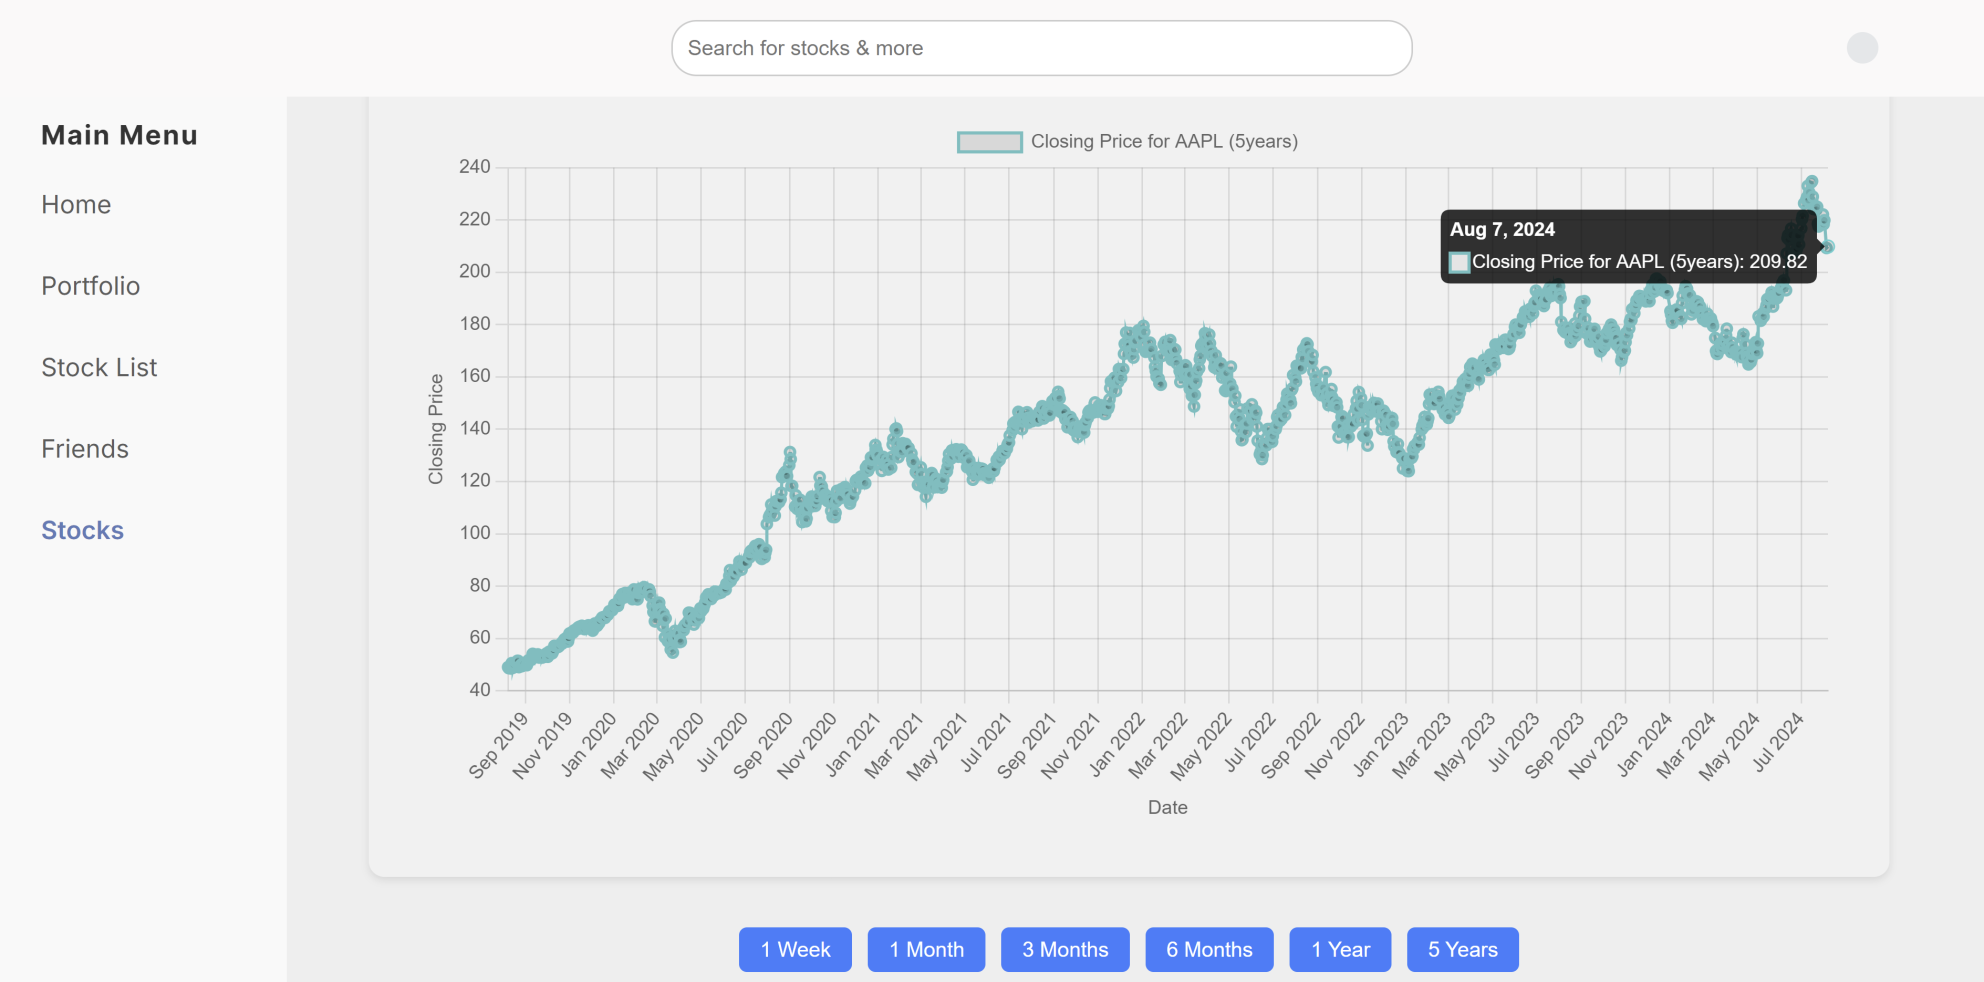 Search for stocks & more
Main Menu
Home
Portfolio
Stock List
Friends
Stocks
Closing Price for AAPL (5years)
240
220
200
180
160
140
120
100
80
60
40
Closing Price
Aug 7, 2024
Closing Price for AAPL (5years): 209.82
Sep 2019
Nov 2019
Jan 2020
Mar 2020
May 2020
Jul 2020
Sep 2020
Nov 2020
Jan 2021
Mar 2021
May 2021
Jul 2021
Sep 2021
Nov 2021
Jan 2022
Mar 2022
May 2022
Jul 2022
Sep 2022
Nov 2022
Jan 2023
Mar 2023
May 2023
Jul 2023
Sep 2023
Nov 2023
Jan 2024
Mar 2024
May 2024
Jul 2024
Date
1 Week
1 Month
3 Months
6 Months
1 Year
5 Years